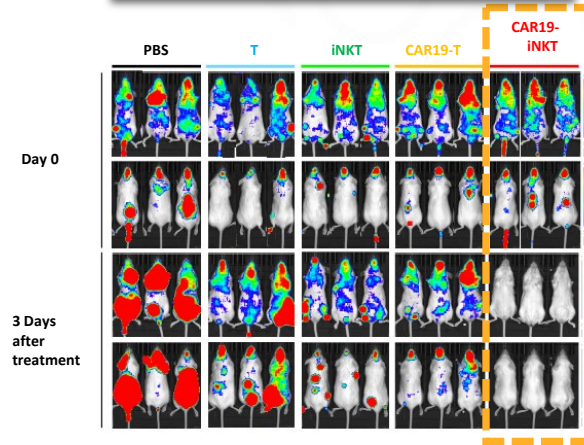 PBS
T
iNKT
CAR19-T
CAR19-
iNKT
Day 0
3 Days
after
treatment